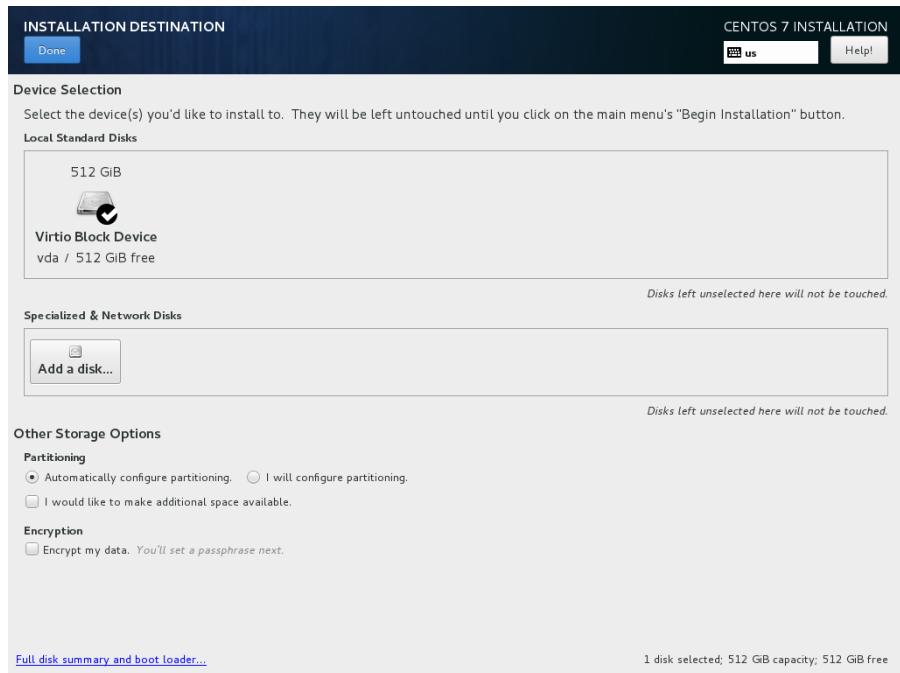 INSTALLATION DESTINATION
CENTOS 7 INSTALLATION
Done
us
Help!
Device Selection
Select the device(s) you'd like to install to. They will be left untouched until you click on the main menu's "Begin Installation" button.
Local Standard Disks
512 GiB
Virtio Block Device
vda / 512 GiB free
Disks left unselected here will not be touched.
Specialized & Network Disks
Add a disk...
Disks left unselected here will not be touched.
Other Storage Options
Partitioning
Automatically configure partitioning. I will configure partitioning.
I would like to make additional space available.
Encryption
Encrypt my data. You'll set a passphrase next.
Full disk summary and boot loader... 1 disk selected; 512 GiB capacity; 512 GiB free